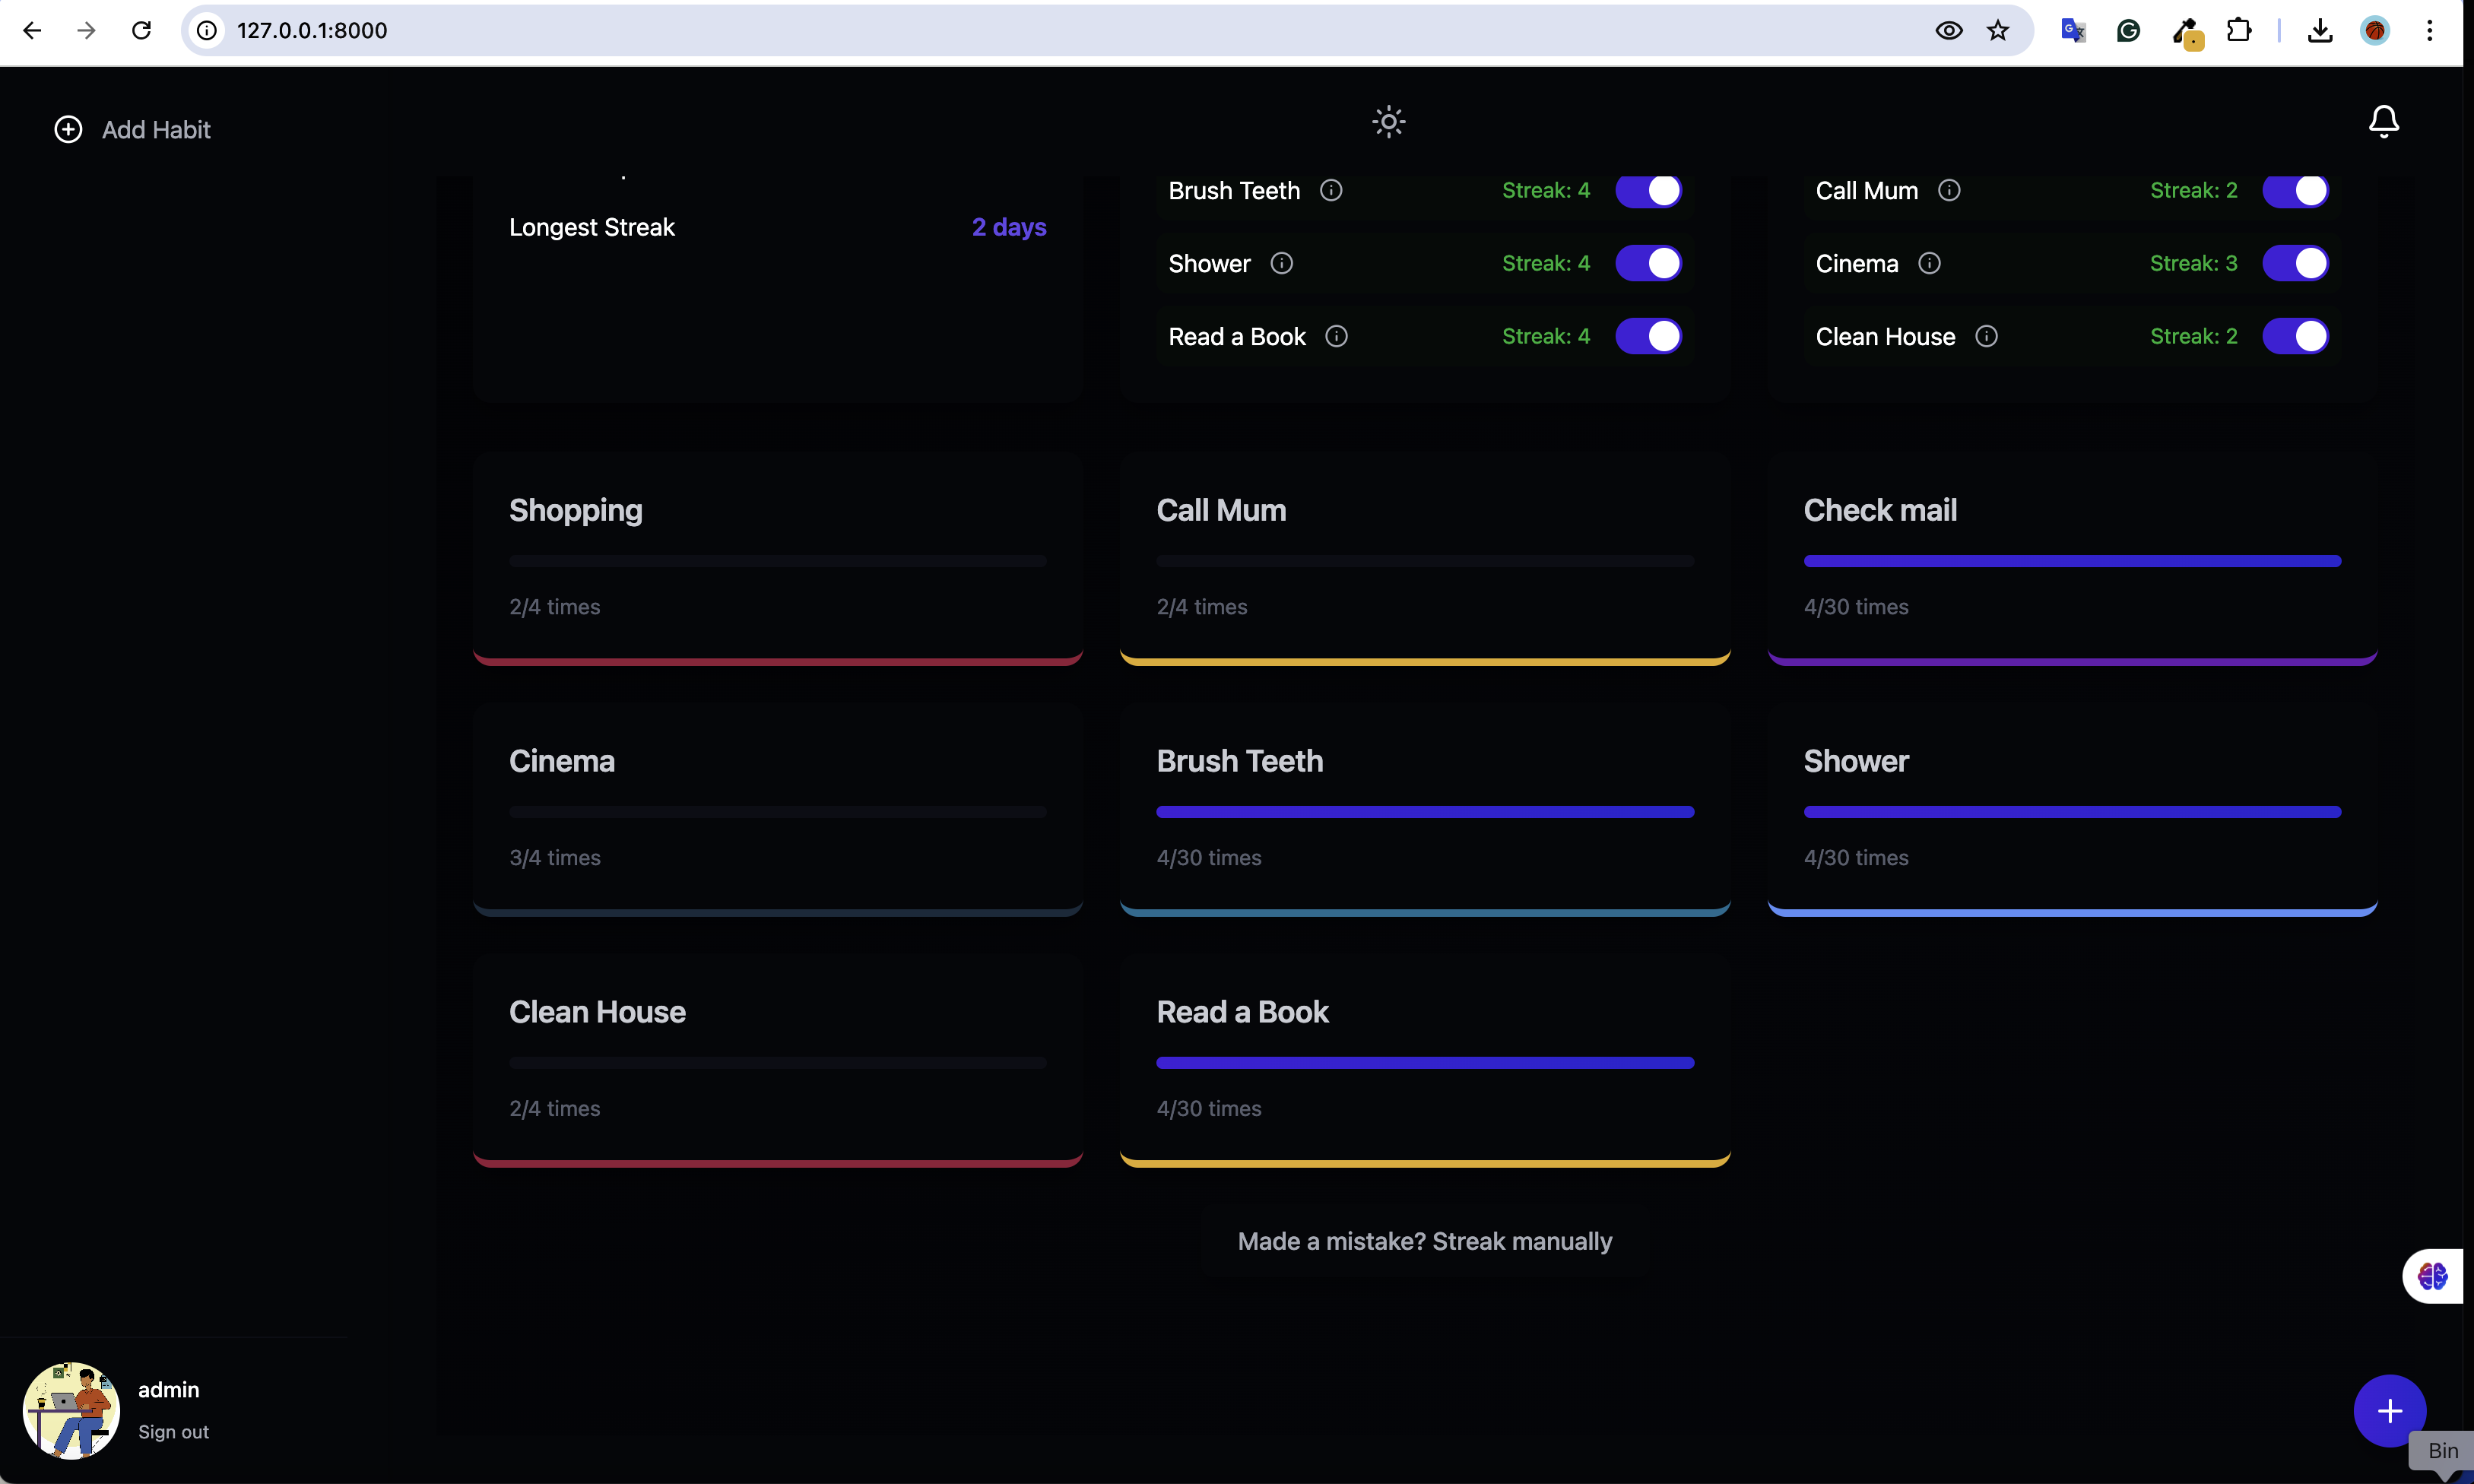 127.0.0.1:8000
Add Habit
Longest Streak 2 days
Brush Teeth Streak: 4
Shower Streak: 4
Read a Book Streak: 4
Call Mum Streak: 2
Cinema Streak: 3
Clean House Streak: 2
Shopping
2/4 times
Call Mum
2/4 times
Check mail
4/30 times
Cinema
3/4 times
Brush Teeth
4/30 times
Shower
4/30 times
Clean House
2/4 times
Read a Book
4/30 times
Made a mistake? Streak manually
admin
Sign out
Bin